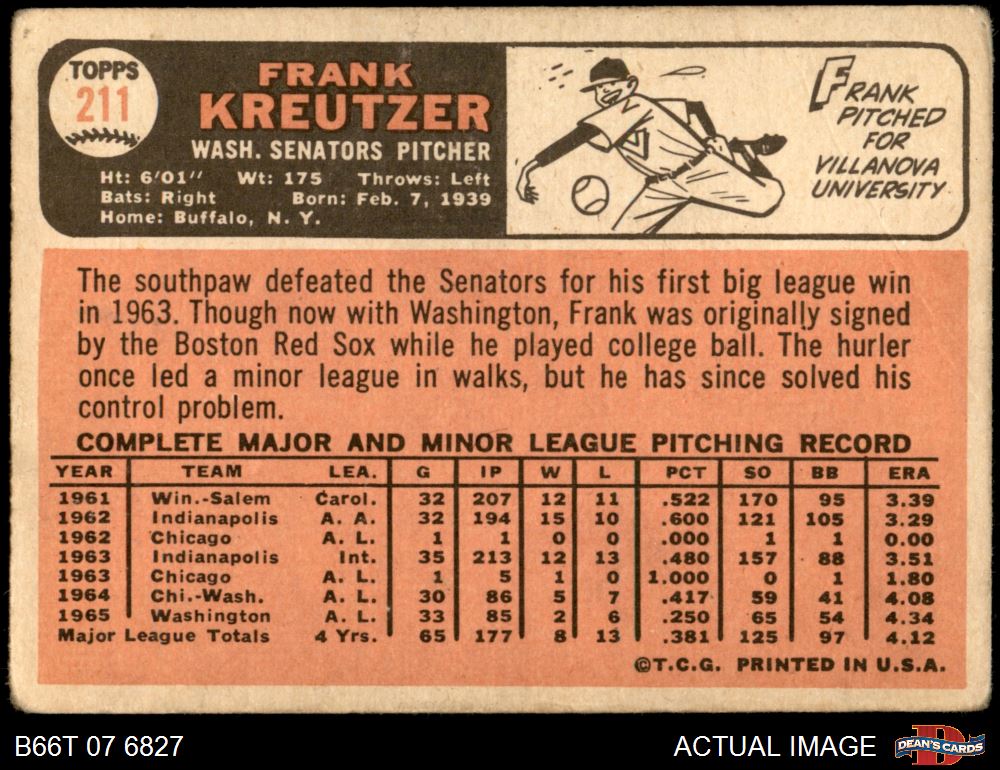 TOPPS
211
FRANK
KREUTZER
WASH. SENATORS PITCHER
Ht: 6'01" Wt: 175 Throws: Left
Bats: Right Born: Feb. 7, 1939
Home: Buffalo, N. Y.
FRANK
PITCHED
FOR
VILLANOVA
UNIVERSITY
The southpaw defeated the Senators for his first big league win
in 1963. Though now with Washington, Frank was originally signed
by the Boston Red Sox while he played college ball. The hurler
once led a minor league in walks, but he has since solved his
control problem.
COMPLETE MAJOR AND MINOR LEAGUE PITCHING RECORD
YEAR TEAM LEA. G IP W L PCT SO BB ERA
1961 Win.-Salem Carol. 32 207 12 11 .522 170 95 3.39
1962 Indianapolis A. A. 32 194 15 10 .600 121 105 3.29
1962 Chicago A. L. 1 1 0 0 .000 1 1 0.00
1963 Indianapolis Int. 35 213 12 13 .480 157 88 3.51
1963 Chicago A. L. 1 5 1 0 1.000 0 1 1.80
1964 Chi.-Wash. A. L. 30 86 5 7 .417 59 41 4.08
1965 Washington A. L. 33 85 2 6 .250 65 54 4.34
Major League Totals 4 Yrs. 65 177 8 13 .381 125 97 4.12
©T.C.G. PRINTED IN U.S.A.
B66T 07 6827
ACTUAL IMAGE
D
DEAN'S CARDS